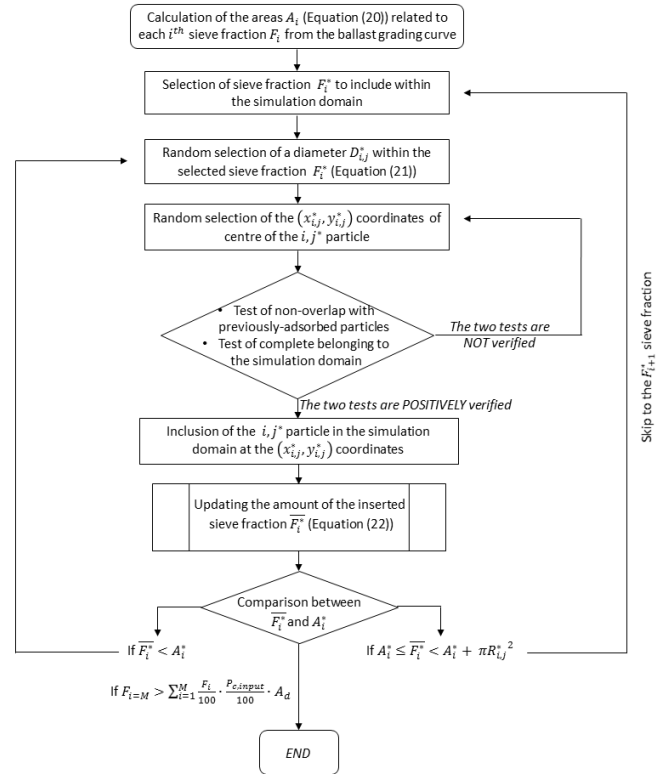 Calculation of the areas $A_i$ (Equation (20)) related to
each $i^{th}$ sieve fraction $F_i$ from the ballast grading curve
Selection of sieve fraction $F_i^*$ to include within
the simulation domain
Random selection of a diameter $D_{i,j}^*$ within the
selected sieve fraction $F_i^*$ (Equation (21))
Random selection of the $(x_{i,j}^*, y_{i,j}^*)$ coordinates of
centre of the $i,j^*$ particle
• Test of non-overlap with
previously-adsorbed particles
• Test of complete belonging to
the simulation domain
The two tests are
NOT verified
The two tests are POSITIVELY verified
Inclusion of the $i,j^*$ particle in the simulation
domain at the $(x_{i,j}^*, y_{i,j}^*)$ coordinates
Updating the amount of the inserted
sieve fraction $\overline{F_i^*}$ (Equation (22))
Comparison between
$\overline{F_i^*}$ and $A_i^*$
If $\overline{F_i^*} < A_i^*$
If $A_i^* \leq \overline{F_i^*} < A_i^* + \pi {R_{i,j}^*}^2$
If $F_{i=M} > \sum_{i=1}^{M} \frac{F_i}{100} \cdot \frac{P_{c,input}}{100} \cdot A_d$
END
Skip to the $F_{i+1}^*$ sieve fraction